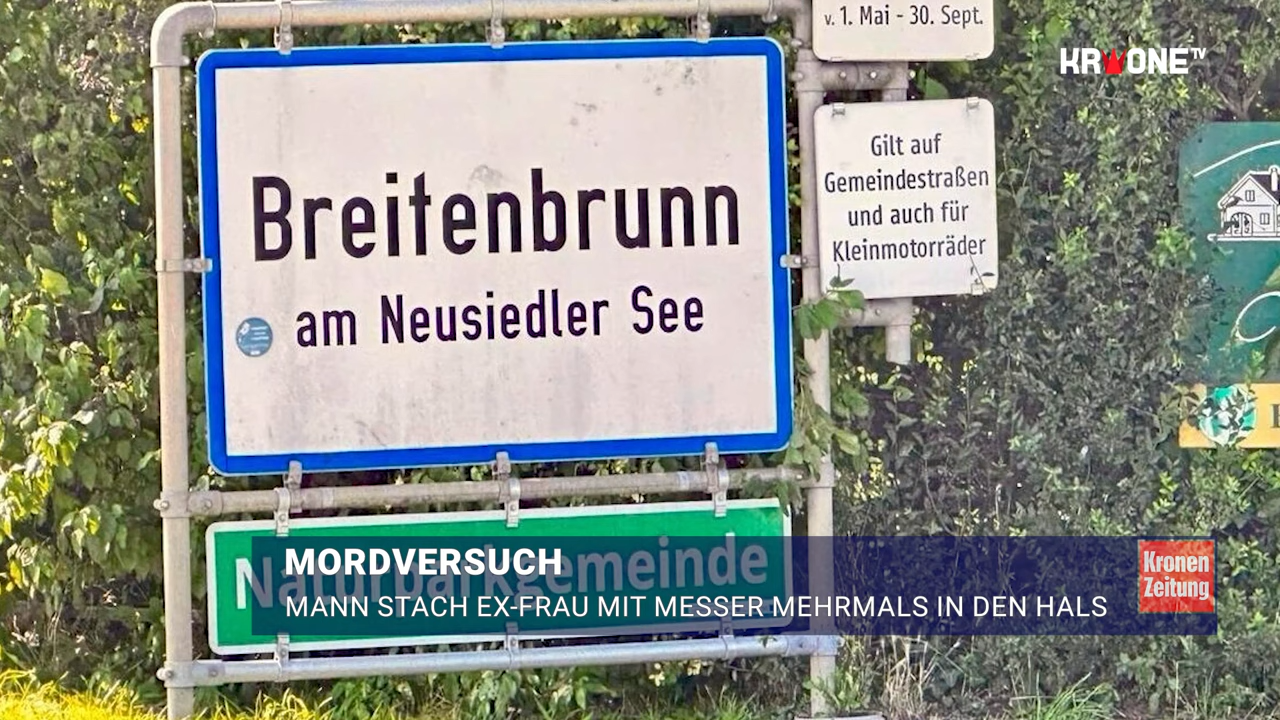 v. 1. Mai - 30. Sept.
KRONE TV
Gilt auf
Gemeindestraßen
und auch für
Kleinmotorräder
Breitenbrunn
am Neusiedler See
Naturparkgemeinde
MORDVERSUCH
MANN STACH EX-FRAU MIT MESSER MEHRMALS IN DEN HALS
Kronen
Zeitung